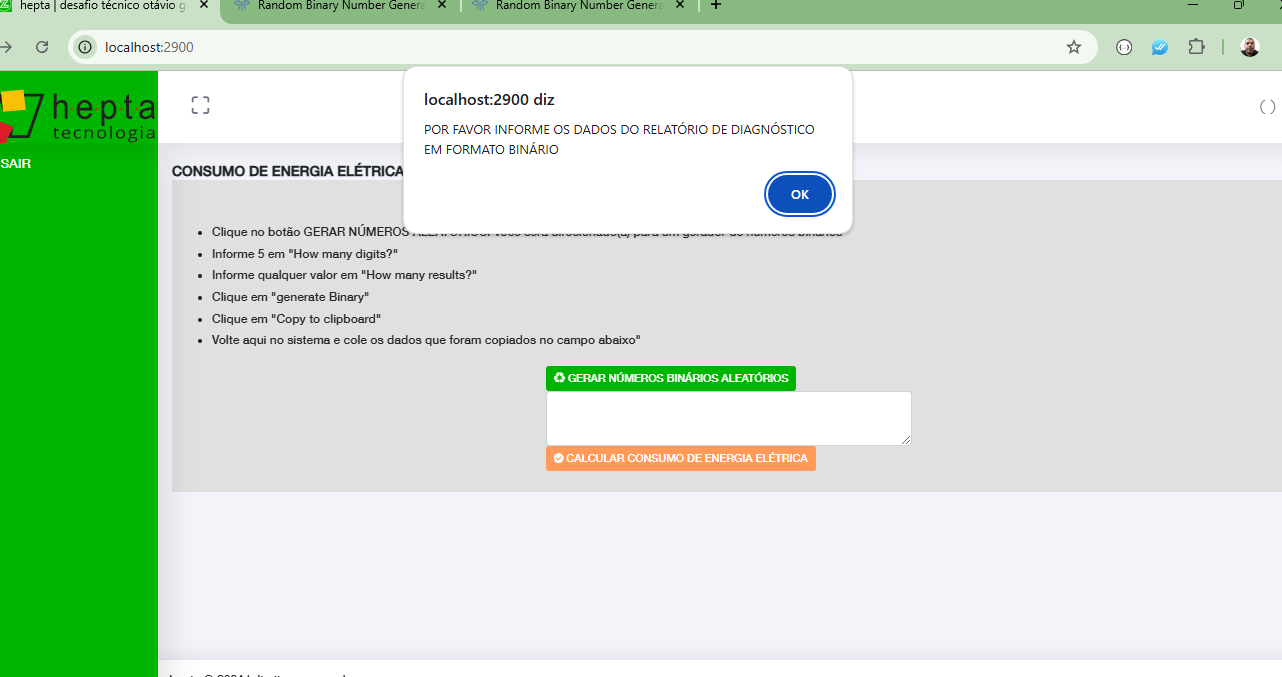 hepta | desafio técnico otávio g
Random Binary Number Genera
Random Binary Number Genera
localhost:2900
localhost:2900 diz
POR FAVOR INFORME OS DADOS DO RELATÓRIO DE DIAGNÓSTICO
EM FORMATO BINÁRIO
OK
hepta
tecnologia
SAIR
CONSUMO DE ENERGIA ELÉTRICA
Clique no botão GERAR NÚMEROS
Informe 5 em "How many digits?"
Informe qualquer valor em "How many results?"
Clique em "generate Binary"
Clique em "Copy to clipboard"
Volte aqui no sistema e cole os dados que foram copiados no campo abaixo"
GERAR NÚMEROS BINÁRIOS ALEATÓRIOS
CALCULAR CONSUMO DE ENERGIA ELÉTRICA